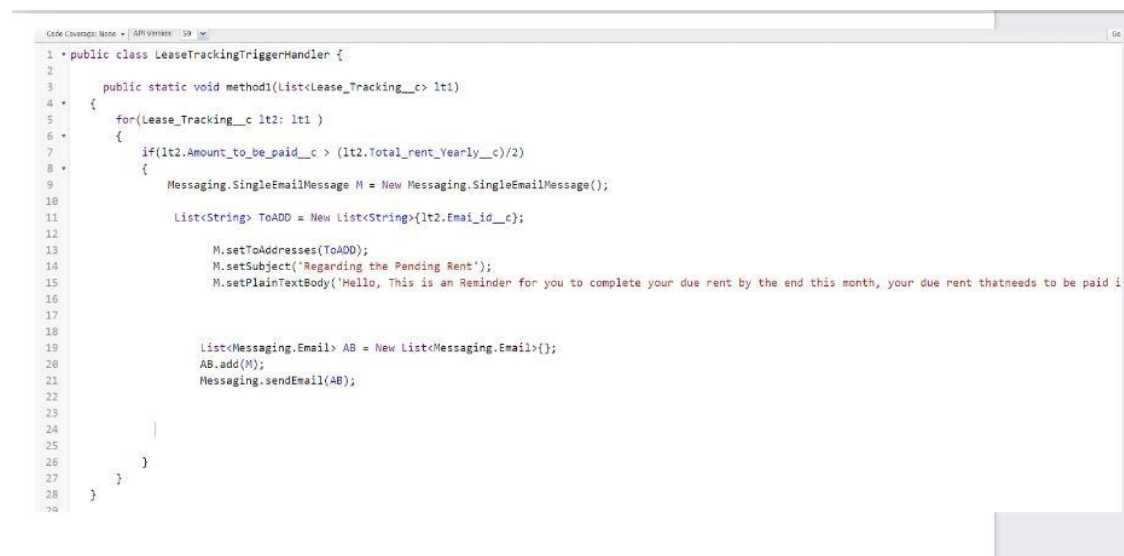 Code Coverage: None API Version 59 Go
1 public class LeaseTrackingTriggerHandler {
2
3 public static void method1(List<Lease_Tracking__c> lt1)
4 {
5 for(Lease_Tracking__c lt2: lt1 )
6 {
7 if(lt2.Amount_to_be_paid__c > (lt2.Total_rent_Yearly__c)/2)
8 {
9 Messaging.SingleEmailMessage M = New Messaging.SingleEmailMessage();
10
11 List<String> ToADD = New List<String>{lt2.Emai_id__c};
12
13 M.setToAddresses(ToADD);
14 M.setSubject('Regarding the Pending Rent');
15 M.setPlainTextBody('Hello, This is an Reminder for you to complete your due rent by the end this month, your due rent thatneeds to be paid i
16
17
18
19 List<Messaging.Email> AB = New List<Messaging.Email>{};
20 AB.add(M);
21 Messaging.sendEmail(AB);
22
23
24
25
26 }
27 }
28 }
29